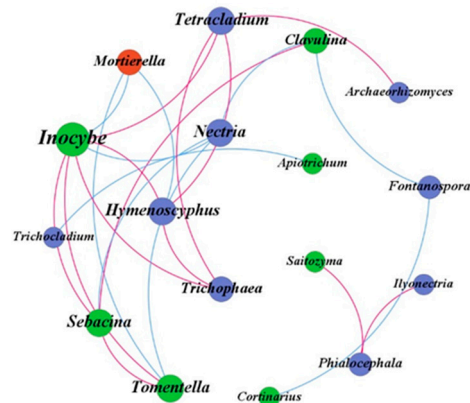 Tetracladium
Clavulina
Mortierella
Archaeorhizomyces
Inocybe
Nectria
Apiotrichum
Fontanospora
Hymenoscyphus
Trichocladium
Saitozyma
Trichophaea
Ilyonectria
Sebacina
Phialocephala
Tomentella
Cortinarius